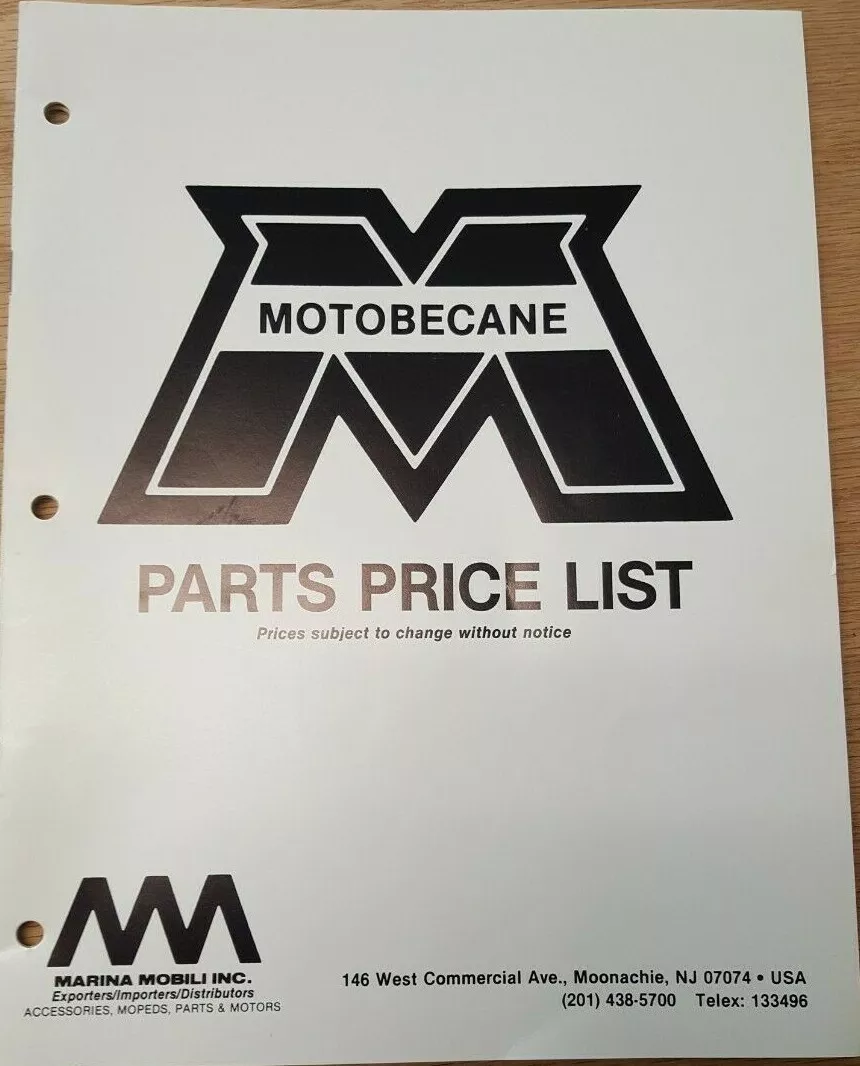 MOTOBECANE
PARTS PRICE LIST
Prices subject to change without notice
MARINA MOBILI INC.
Exporters/Importers/Distributors
ACCESSORIES, MOPEDS, PARTS & MOTORS
146 West Commercial Ave., Moonachie, NJ 07074 • USA
(201) 438-5700 Telex: 133496